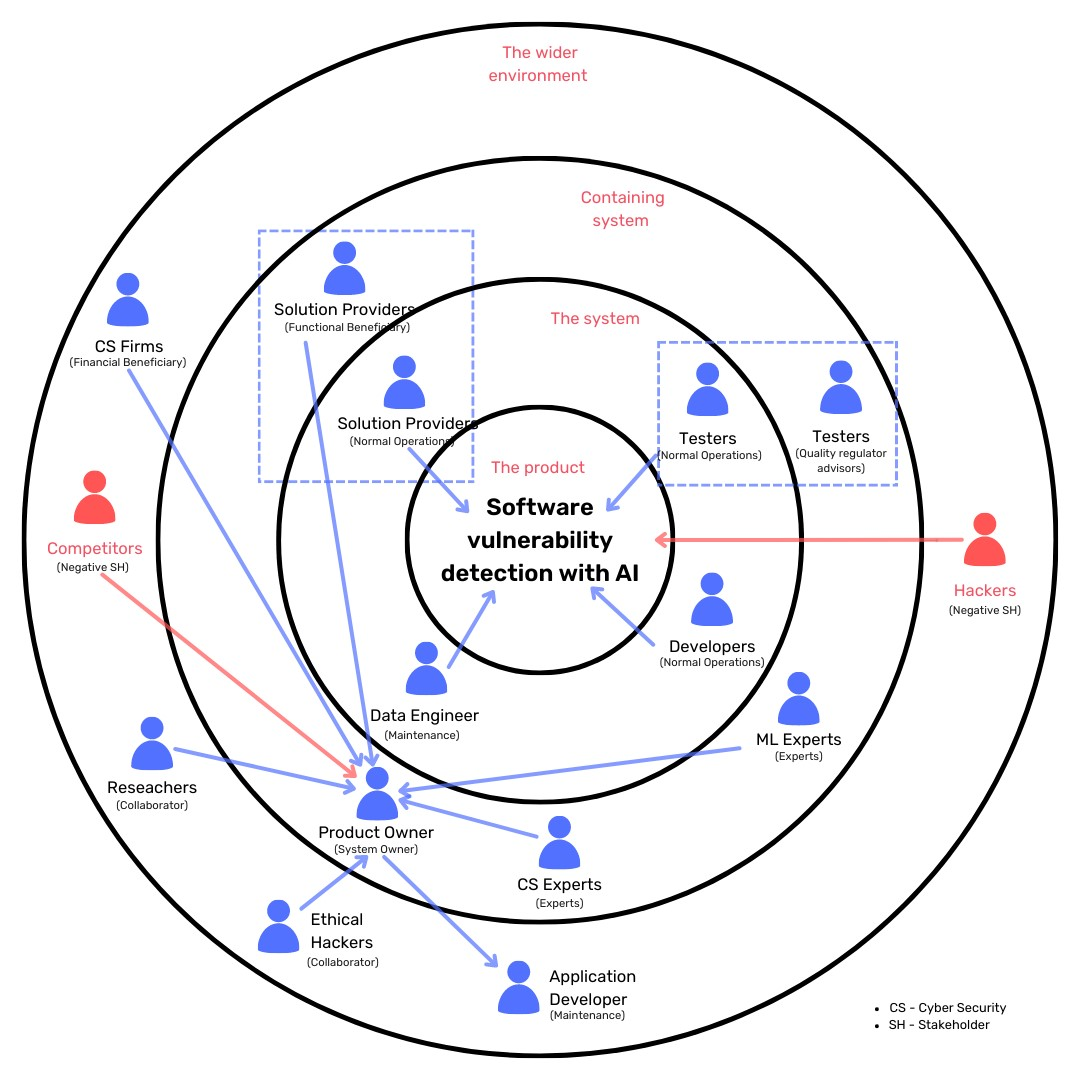 The wider
environment
Containing
system
Solution Providers
(Functional Beneficiary)
The system
CS Firms
(Financial Beneficiary)
Solution Providers
(Normal Operations)
Testers
(Normal Operations)
Testers
(Quality regulator
advisors)
The product
Software
vulnerability
detection with AI
Competitors
(Negative SH)
Hackers
(Negative SH)
Developers
(Normal Operations)
Data Engineer
(Maintenance)
ML Experts
(Experts)
Reseachers
(Collaborator)
Product Owner
(System Owner)
CS Experts
(Experts)
Ethical
Hackers
(Collaborator)
Application
Developer
(Maintenance)
• CS - Cyber Security
• SH - Stakeholder